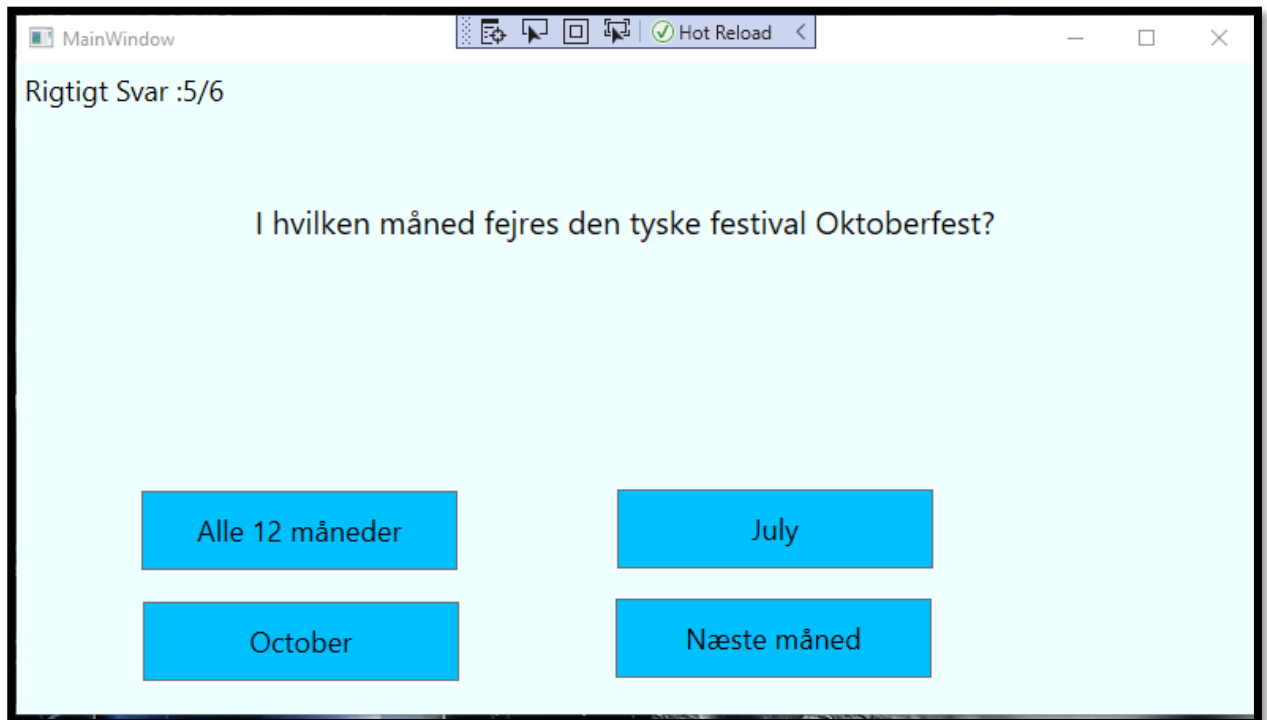 MainWindow
Hot Reload
Rigtigt Svar :5/6
I hvilken måned fejres den tyske festival Oktoberfest?
Alle 12 måneder
July
October
Næste måned